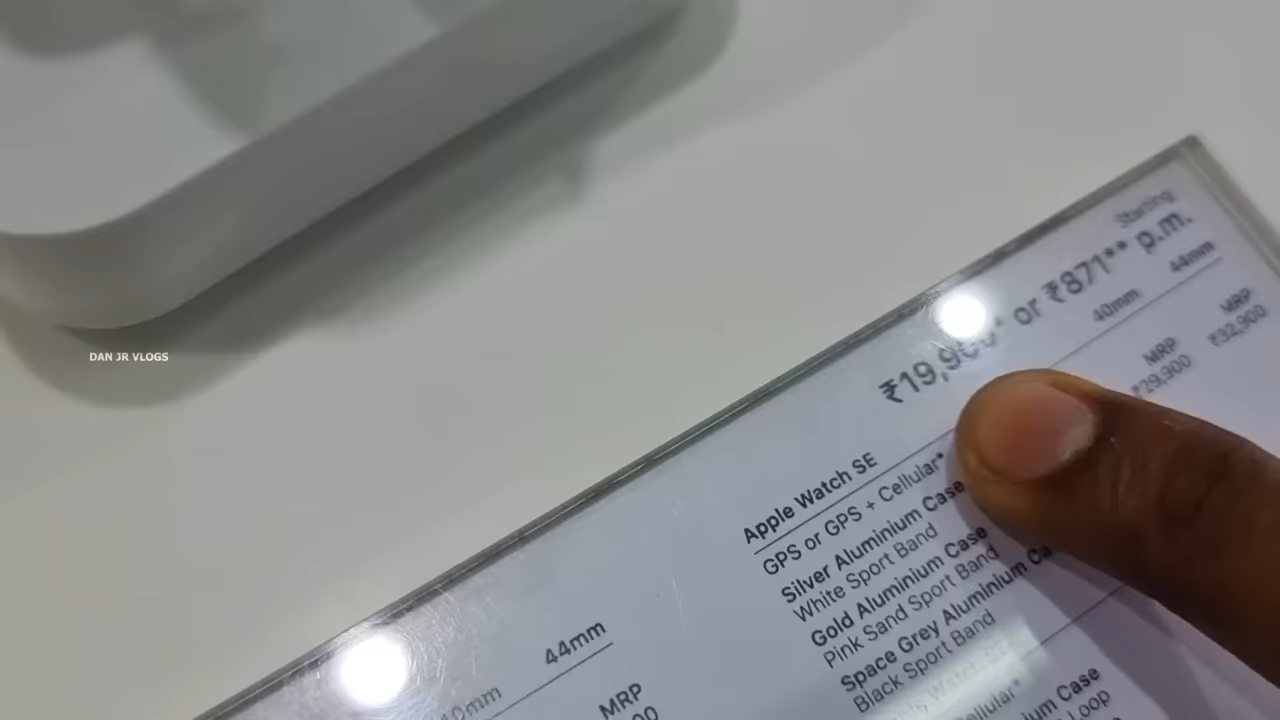 DAN JR VLOGS
Starting
₹19,900* or ₹871** p.m.
40mm 44mm
MRP MRP
₹29,900 ₹32,900
Apple Watch SE
GPS or GPS + Cellular*
Silver Aluminium Case
White Sport Band
Gold Aluminium Case
Pink Sand Sport Band
Space Grey Aluminium
Black Sport Band
Case
Loop
44mm
MRP